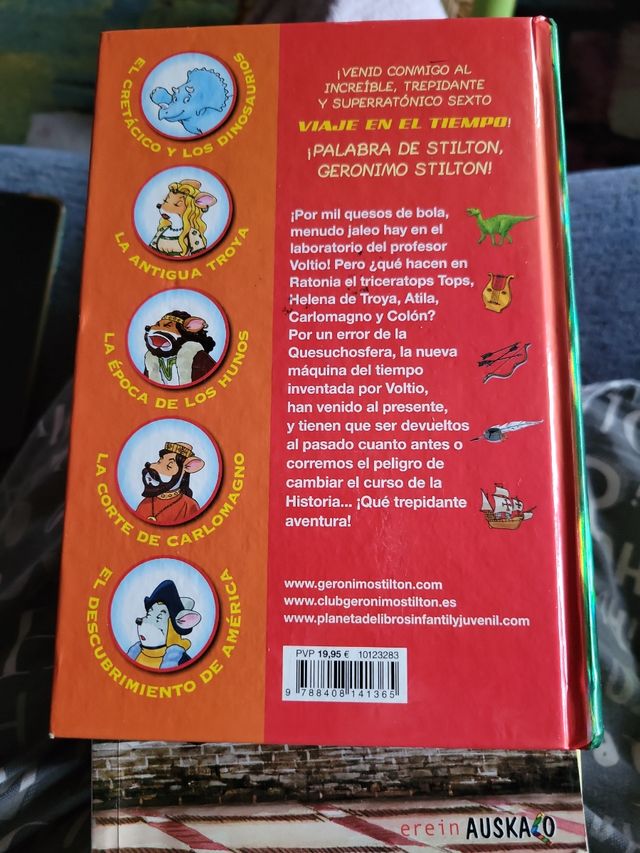 EL CRETÁCICO Y LOS DINOSAURIOS
LA ANTIGUA TROYA
LA ÉPOCA DE LOS HUNOS
LA CORTE DE CARLOMAGNO
EL DESCUBRIMIENTO DE AMÉRICA
¡VENID CONMIGO AL
INCREÍBLE, TREPIDANTE
Y SUPERRATÓNICO SEXTO
VIAJE EN EL TIEMPO!
¡PALABRA DE STILTON,
GERONIMO STILTON!
¡Por mil quesos de bola,
menudo jaleo hay en el
laboratorio del profesor
Voltio! Pero ¿qué hacen en
Ratonia el triceratops Tops,
Helena de Troya, Atila,
Carlomagno y Colón?
Por un error de la
Quesuchosfera, la nueva
máquina del tiempo
inventada por Voltio,
han venido al presente,
y tienen que ser devueltos
al pasado cuanto antes o
corremos el peligro de
cambiar el curso de la
Historia... ¡Qué trepidante
aventura!
www.geronimostilton.com
www.clubgeronimostilton.es
www.planetadelibrosinfantilyjuvenil.com
PVP 19,95 € 10123283
9 788408 141365
erein AUSKALO